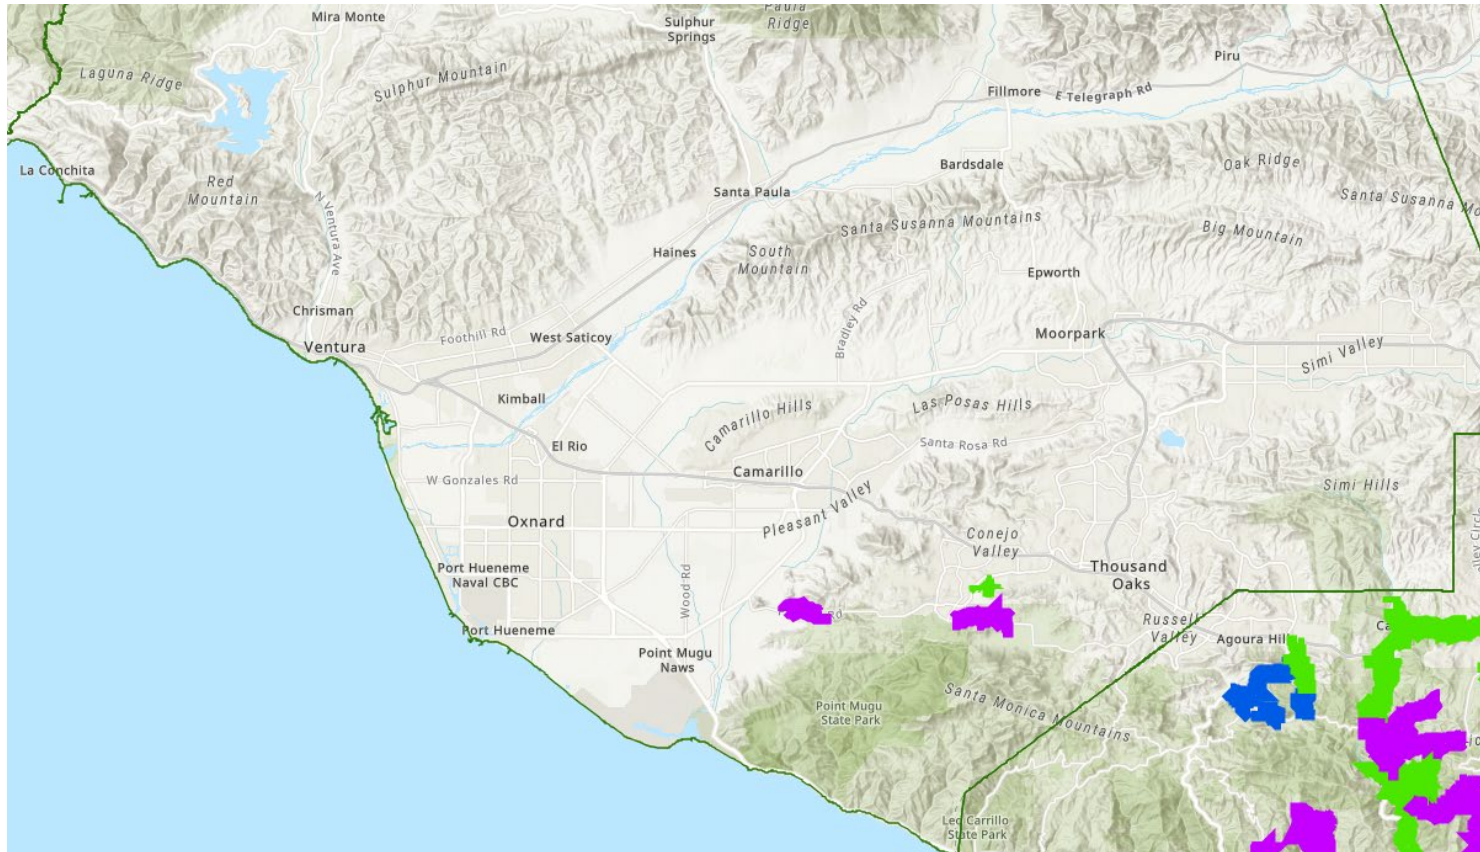 Mira Monte
Sulphur
Springs
Paula
Ridge
Piru
Laguna Ridge
Sulphur Mountain
Fillmore
E Telegraph Rd
La Conchita
Red
Mountain
Bardsdale
Oak Ridge
Santa Paula
Santa Susanna Mo
N Ventura Ave
Santa Susanna Mountains
Big Mountain
Haines
South
Mountain
Epworth
Chrisman
Foothill Rd
West Saticoy
Bradley Rd
Moorpark
Ventura
Simi Valley
Kimball
Camarillo Hills
Las Posas Hills
El Rio
Santa Rosa Rd
Camarillo
W Gonzales Rd
Simi Hills
Pleasant Valley
Oxnard
Conejo
Valley
Port Hueneme
Naval CBC
Wood Rd
Thousand
Oaks
Rd
Port Hueneme
Russell
Valley
Agoura Hil
Ca
Point Mugu
Naws
Santa Monica Mountains
Point Mugu
State Park
Leo Carrillo
State Park